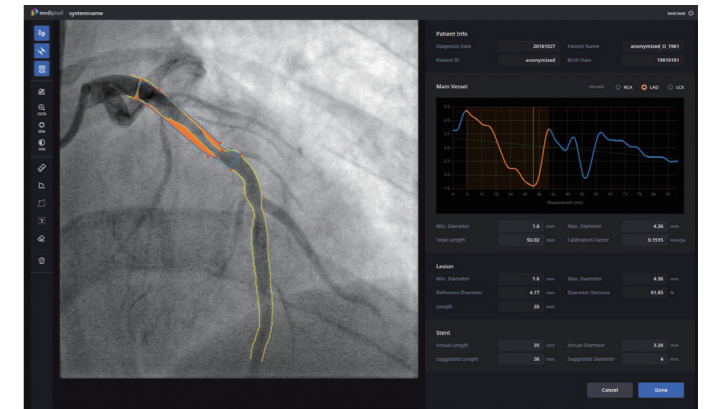 medipixel systemname
test.test
Patient Info
Diagnosis Date 20161027 Patient Name anonymized_O_1961
Patient ID anonymized Birth Date 19610101
Main Vessel Vessels RCA LAD LCX
Displacement (mm)
Min. Diameter 1.6 mm Max. Diameter 4.36 mm
Total Length 93.02 mm Calibration Factor 0.1515 mm/px
Lesion
Min. Diameter 1.6 mm Max. Diameter 4.36 mm
Reference Diameter 4.17 mm Diameter Stenosis 61.65 %
Length 35 mm
Stent
Actual Length 35 mm Actual Diameter 3.26 mm
Suggested Length 36 mm Suggested Diameter 4 mm
Cancel Done